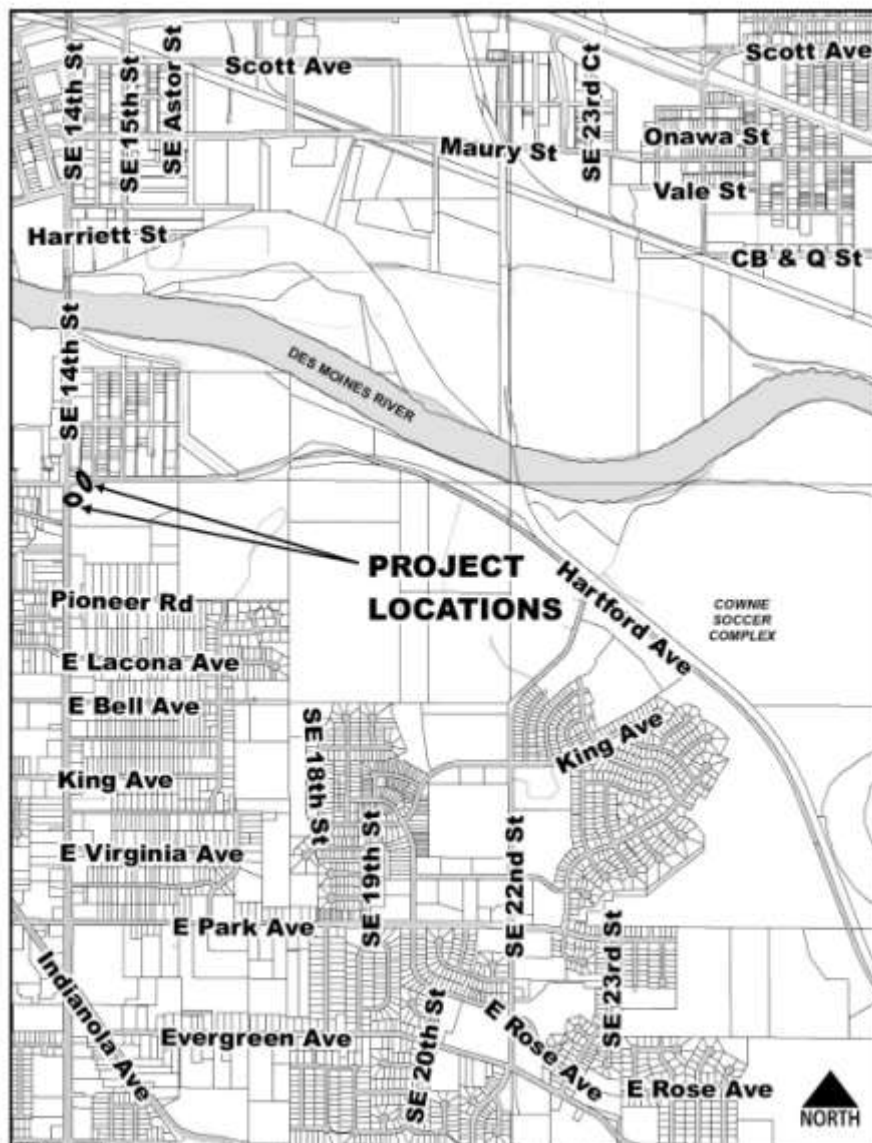 SE 14th St
SE 15th St
SE Astor St
Scott Ave
SE 23rd Ct
Scott Ave
Maury St
Onawa St
Vale St
Harriett St
CB & Q St
SE 14th St
DES MOINES RIVER
PROJECT
LOCATIONS
Hartford Ave
COWNIE
SOCCER
COMPLEX
Pioneer Rd
E Lacona Ave
E Bell Ave
King Ave
SE 18th St
King Ave
SE 19th St
E Virginia Ave
SE 22nd St
E Park Ave
SE 23rd St
Indianola Ave
Evergreen Ave
SE 20th St
E Rose Ave
E Rose Ave
NORTH